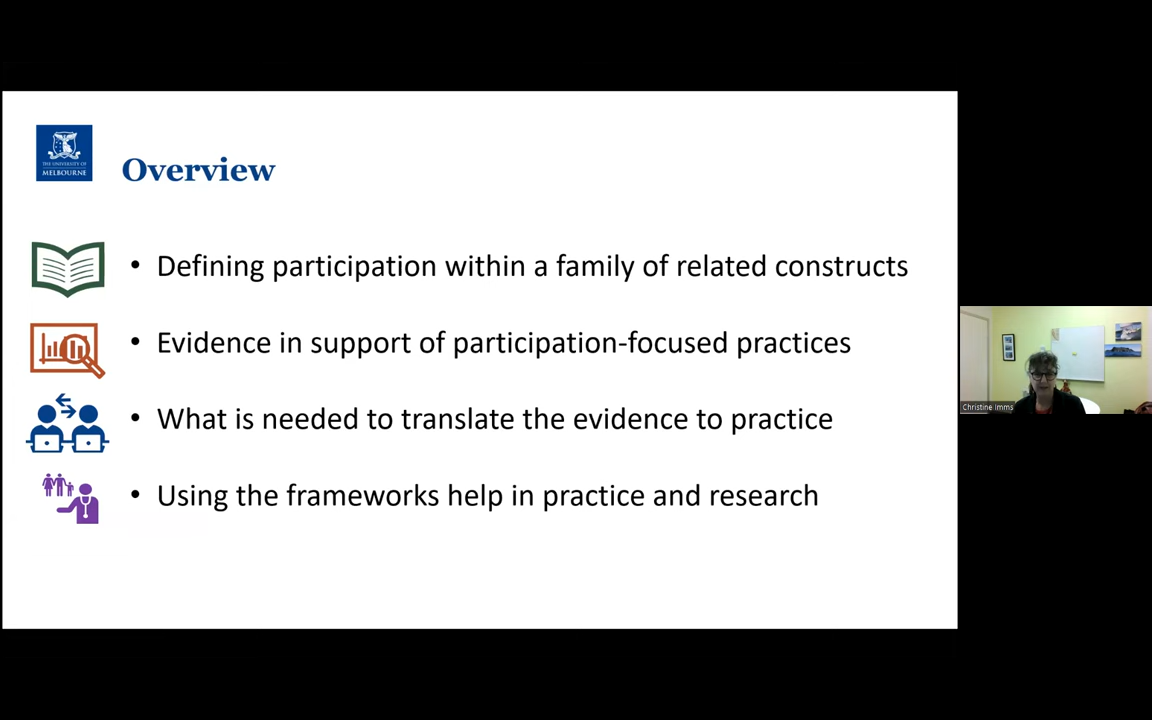 THE UNIVERSITY OF
MELBOURNE
Overview
• Defining participation within a family of related constructs
• Evidence in support of participation-focused practices
• What is needed to translate the evidence to practice
• Using the frameworks help in practice and research
Christine Imms